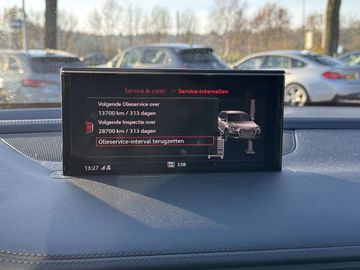 Service & contr.
Service-intervallen
Volgende Olieservice over
13700 km / 313 dagen
Volgende Inspectie over
28700 km / 313 dagen
Olieservice-interval terugzetten
13:27
538